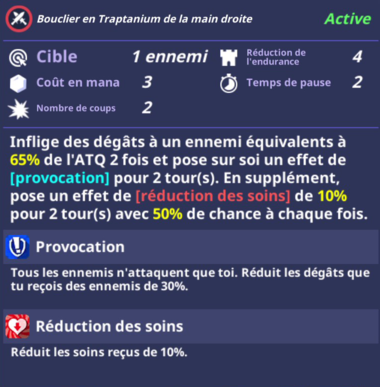 Bouclier en Traptanium de la main droite
Active
Cible 1 ennemi
Réduction de l'endurance 4
Coût en mana 3
Temps de pause 2
Nombre de coups 2
Inflige des dégâts à un ennemi équivalents à
65% de l'ATQ 2 fois et pose sur soi un effet de
[provocation] pour 2 tour(s). En supplément,
pose un effet de [réduction des soins] de 10%
pour 2 tour(s) avec 50% de chance à chaque fois.
Provocation
Tous les ennemis n'attaquent que toi. Réduit les dégâts que
tu reçois des ennemis de 30%.
Réduction des soins
Réduit les soins reçus de 10%.